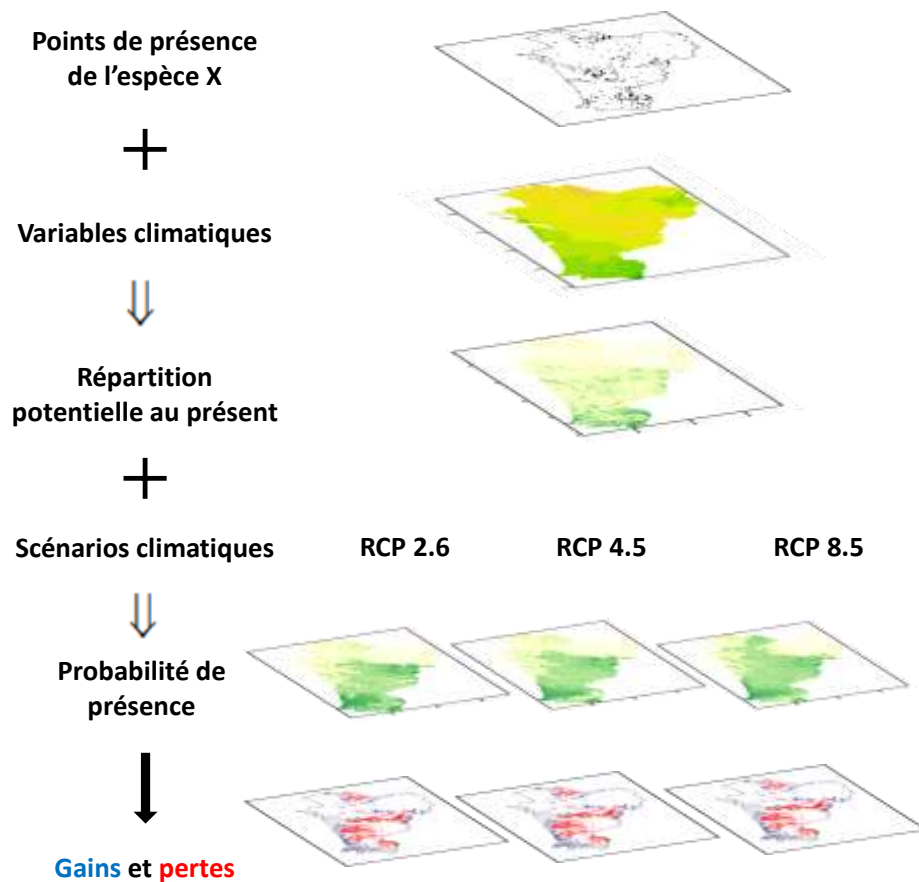 Points de présence
de l'espèce X
+
Variables climatiques
⇓
Répartition
potentielle au présent
+
Scénarios climatiques RCP 2.6 RCP 4.5 RCP 8.5
⇓
Probabilité de
présence
Gains et pertes